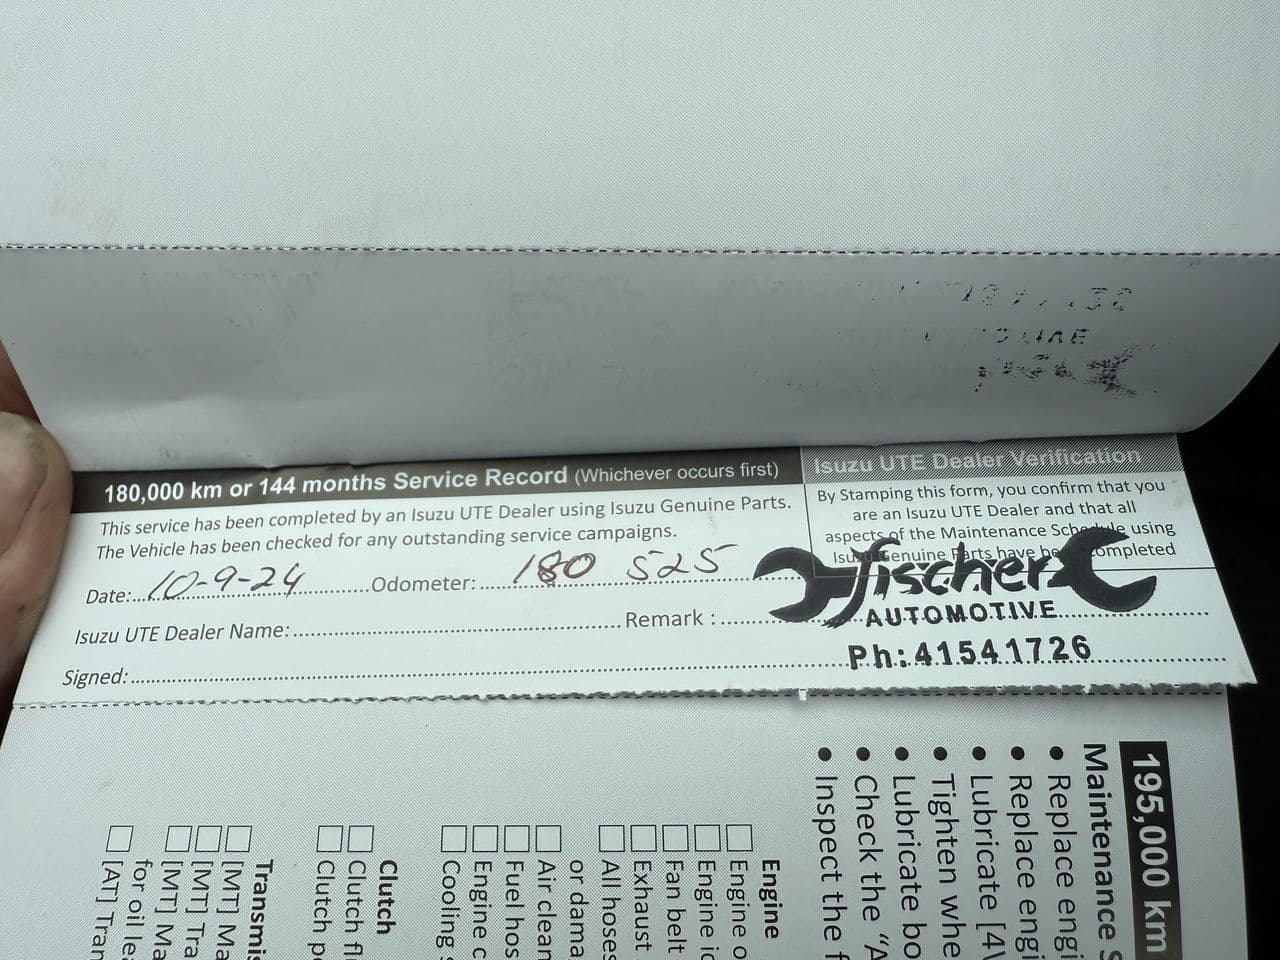 180,000 km or 144 months Service Record (Whichever occurs first)
This service has been completed by an Isuzu UTE Dealer using Isuzu Genuine Parts.
The Vehicle has been checked for any outstanding service campaigns.
Date: 10-9-24 Odometer: 180 525
Isuzu UTE Dealer Name: Remark :
Signed:
Isuzu UTE Dealer Verification
By Stamping this form, you confirm that you
are an Isuzu UTE Dealer and that all
aspects of the Maintenance Schedule using
Isuzu Genuine Parts have been completed
fischer
AUTOMOTIVE
Ph: 41541726
195,000 km
Maintenance S
• Replace engi
• Replace engi
• Lubricate [4
• Tighten whe
• Lubricate bo
• Check the "A
• Inspect the f
Engine
Engine o
Engine ic
Fan belt
Exhaust
All hoses
or dama
Air clean
Fuel hos
Engine c
Cooling
Clutch
Clutch fl
Clutch p
Transmis
[MT] Ma
[MT] Tra
[MT] Ma
for oil le
[AT] Tran